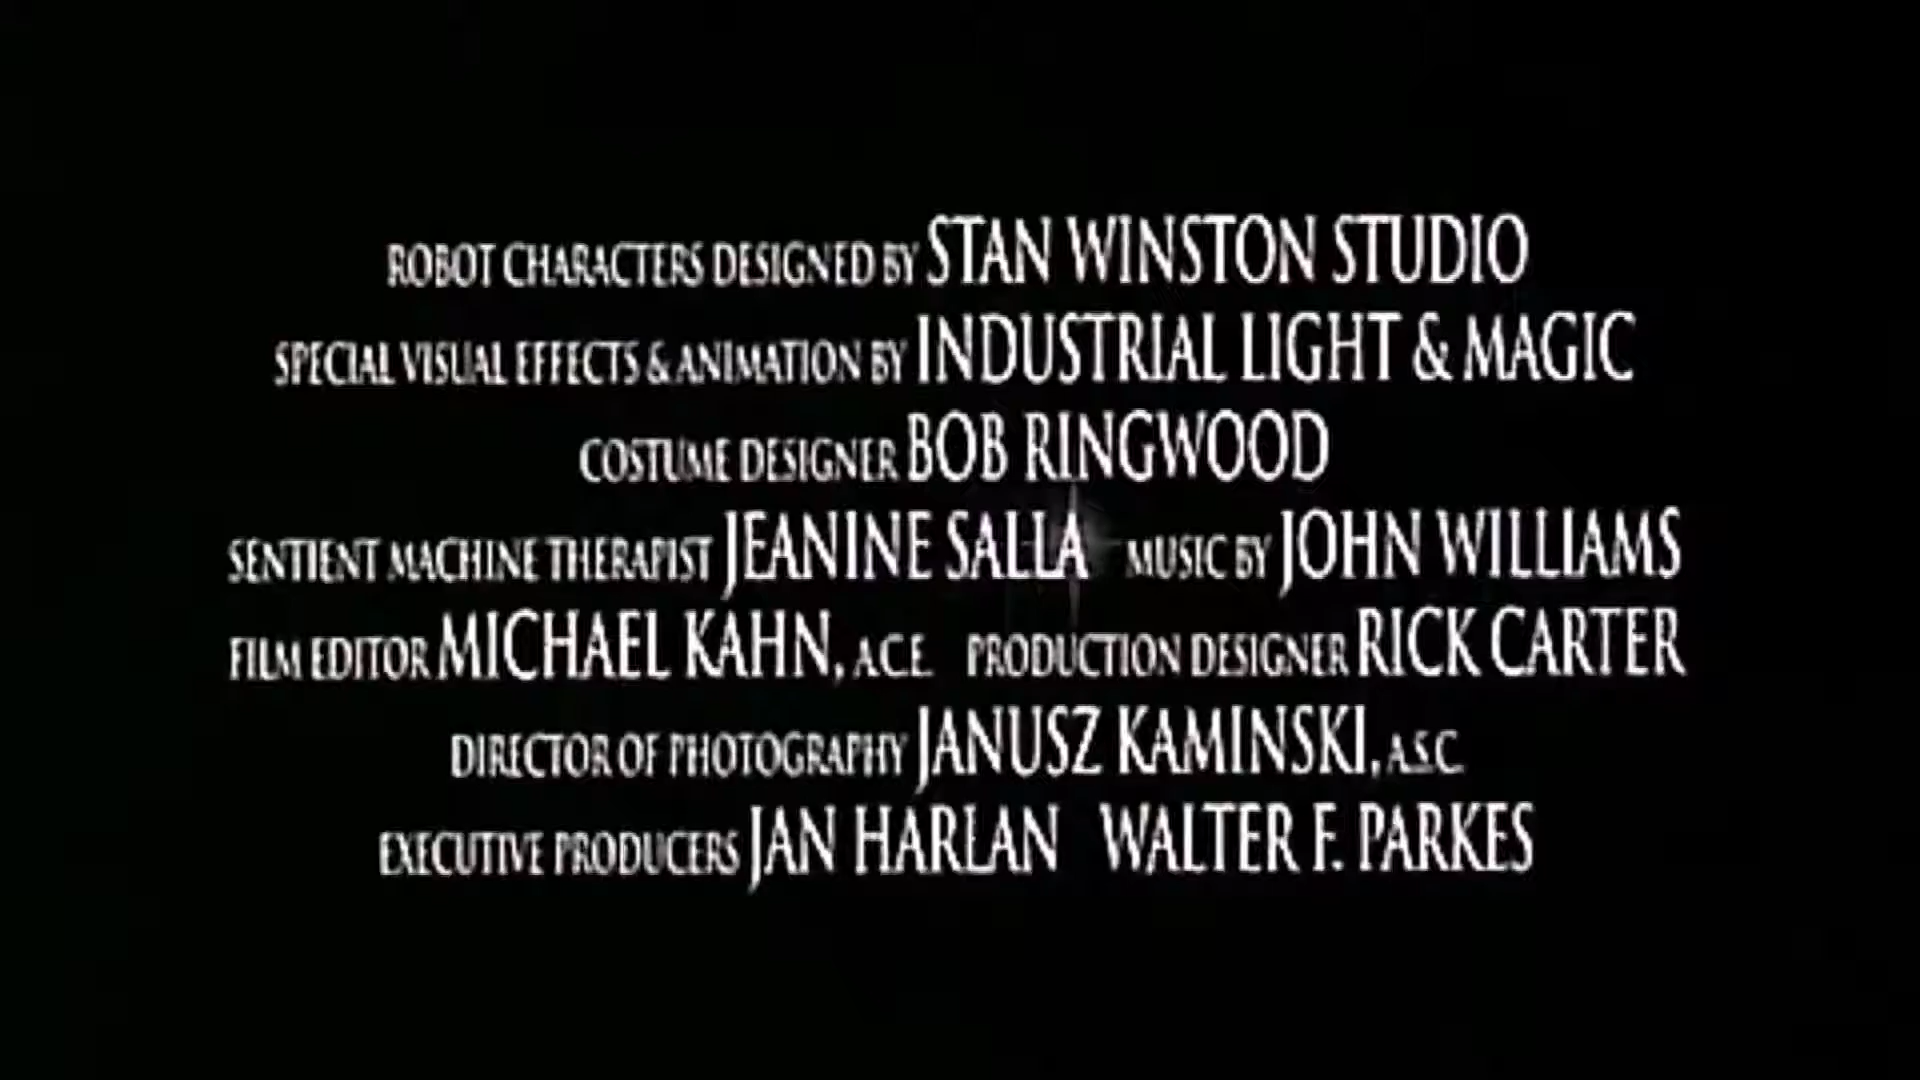 ROBOT CHARACTERS DESIGNED BY STAN WINSTON STUDIO
SPECIAL VISUAL EFFECTS & ANIMATION BY INDUSTRIAL LIGHT & MAGIC
COSTUME DESIGNER BOB RINGWOOD
SENTIENT MACHINE THERAPIST JEANINE SALLA MUSIC BY JOHN WILLIAMS
FILM EDITOR MICHAEL KAHN, A.C.E. PRODUCTION DESIGNER RICK CARTER
DIRECTOR OF PHOTOGRAPHY JANUSZ KAMINSKI, A.S.C.
EXECUTIVE PRODUCERS JAN HARLAN WALTER F. PARKES